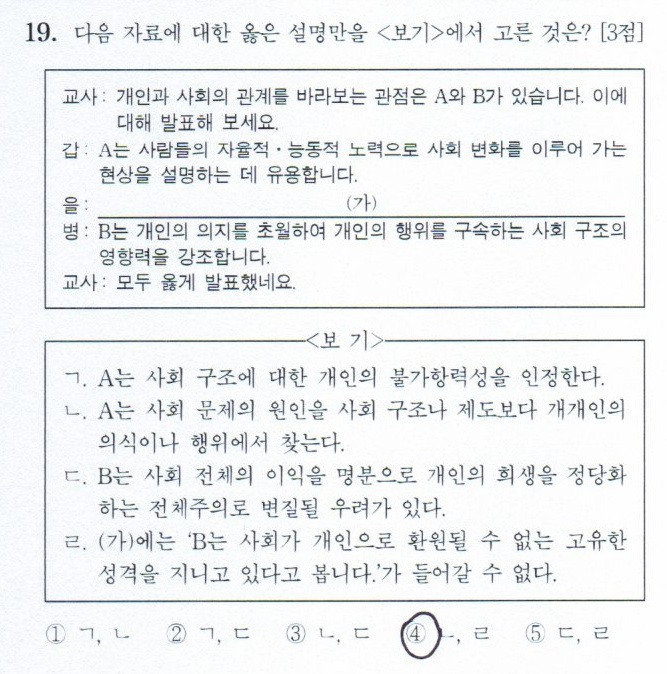 19. 다음 자료에 대한 옳은 설명만을 <보기>에서 고른 것은? [3점]
교사: 개인과 사회의 관계를 바라보는 관점은 A와 B가 있습니다. 이에
대해 발표해 보세요.
갑: A는 사람들의 자율적·능동적 노력으로 사회 변화를 이루어 가는
현상을 설명하는 데 유용합니다.
을: (가)
병: B는 개인의 의지를 초월하여 개인의 행위를 구속하는 사회 구조의
영향력을 강조합니다.
교사: 모두 옳게 발표했네요.
<보 기>
ㄱ. A는 사회 구조에 대한 개인의 불가항력성을 인정한다.
ㄴ. A는 사회 문제의 원인을 사회 구조나 제도보다 개개인의
의식이나 행위에서 찾는다.
ㄷ. B는 사회 전체의 이익을 명분으로 개인의 희생을 정당화
하는 전체주의로 변질될 우려가 있다.
ㄹ. (가)에는 ‘B는 사회가 개인으로 환원될 수 없는 고유한
성격을 지니고 있다고 봅니다.’가 들어갈 수 없다.
① ㄱ, ㄴ ② ㄱ, ㄷ ③ ㄴ, ㄷ ④ ㄴ, ㄹ ⑤ ㄷ, ㄹ